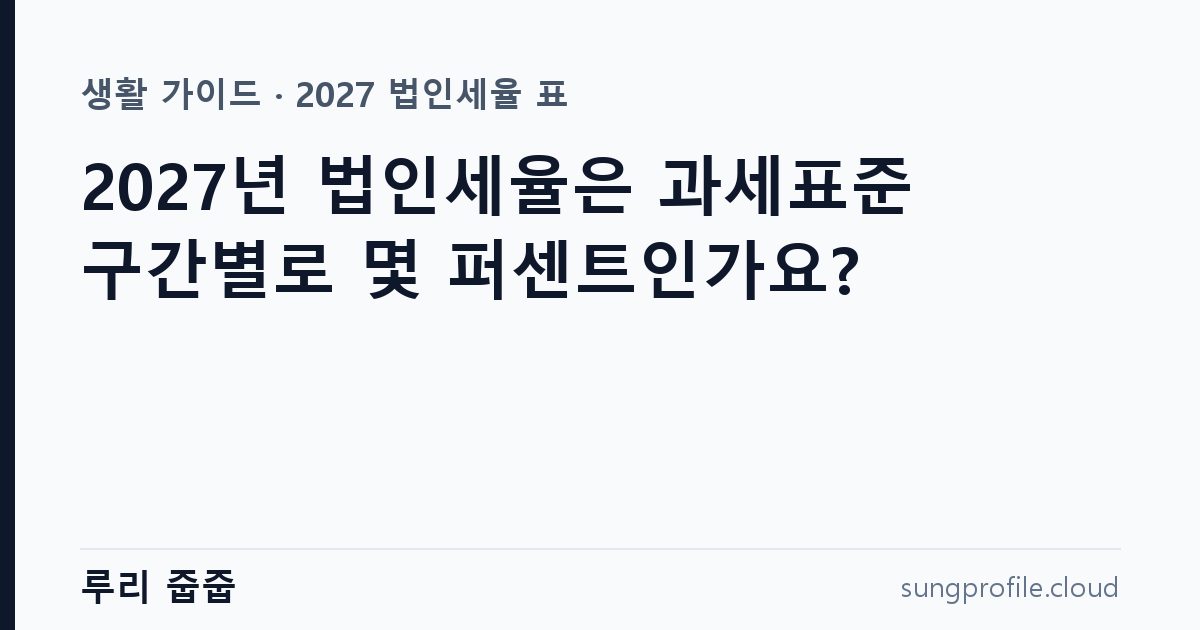 생활 가이드 · 2027 법인세율 표
2027년 법인세율은 과세표준
구간별로 몇 퍼센트인가요?
루리 줍줍
sungprofile.cloud